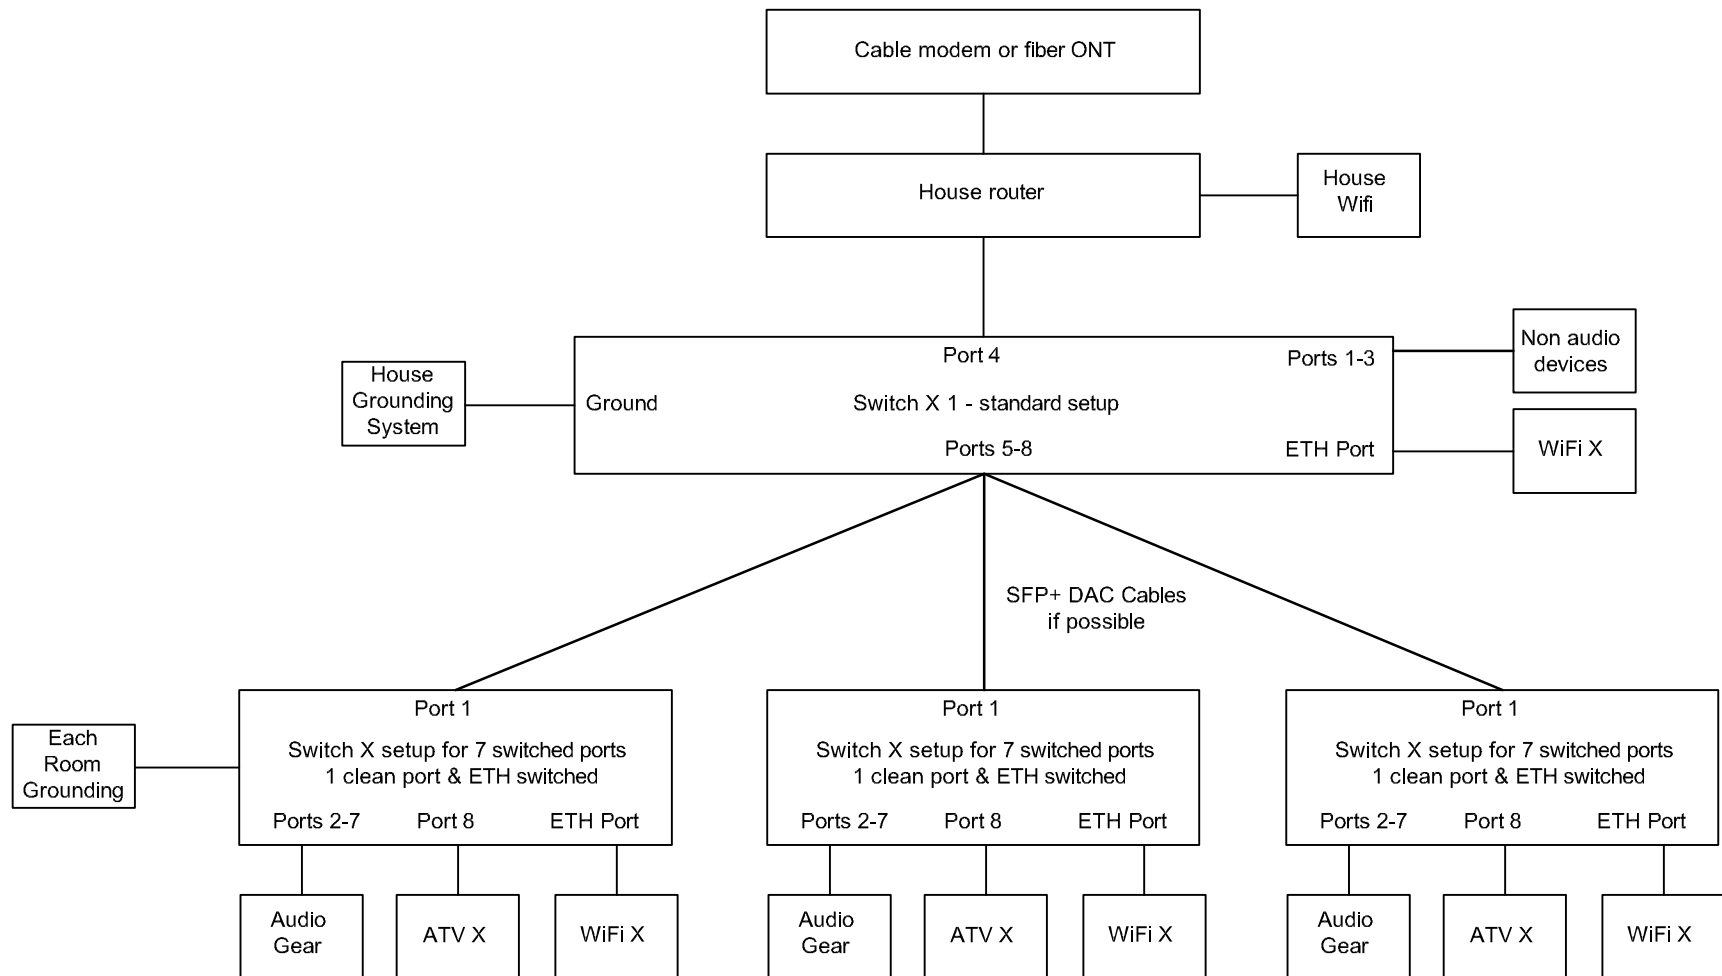 Cable modem or fiber ONT
House router
House
Wifi
Port 4
Ports 1-3
Non audio
devices
House
Grounding
System
Ground
Switch X 1 - standard setup
Ports 5-8
ETH Port
WiFi X
SFP+ DAC Cables
if possible
Each
Room
Grounding
Port 1
Switch X setup for 7 switched ports
1 clean port & ETH switched
Ports 2-7
Port 8
ETH Port
Audio
Gear
ATV X
WiFi X
Port 1
Switch X setup for 7 switched ports
1 clean port & ETH switched
Ports 2-7
Port 8
ETH Port
Audio
Gear
ATV X
WiFi X
Port 1
Switch X setup for 7 switched ports
1 clean port & ETH switched
Ports 2-7
Port 8
ETH Port
Audio
Gear
ATV X
WiFi X